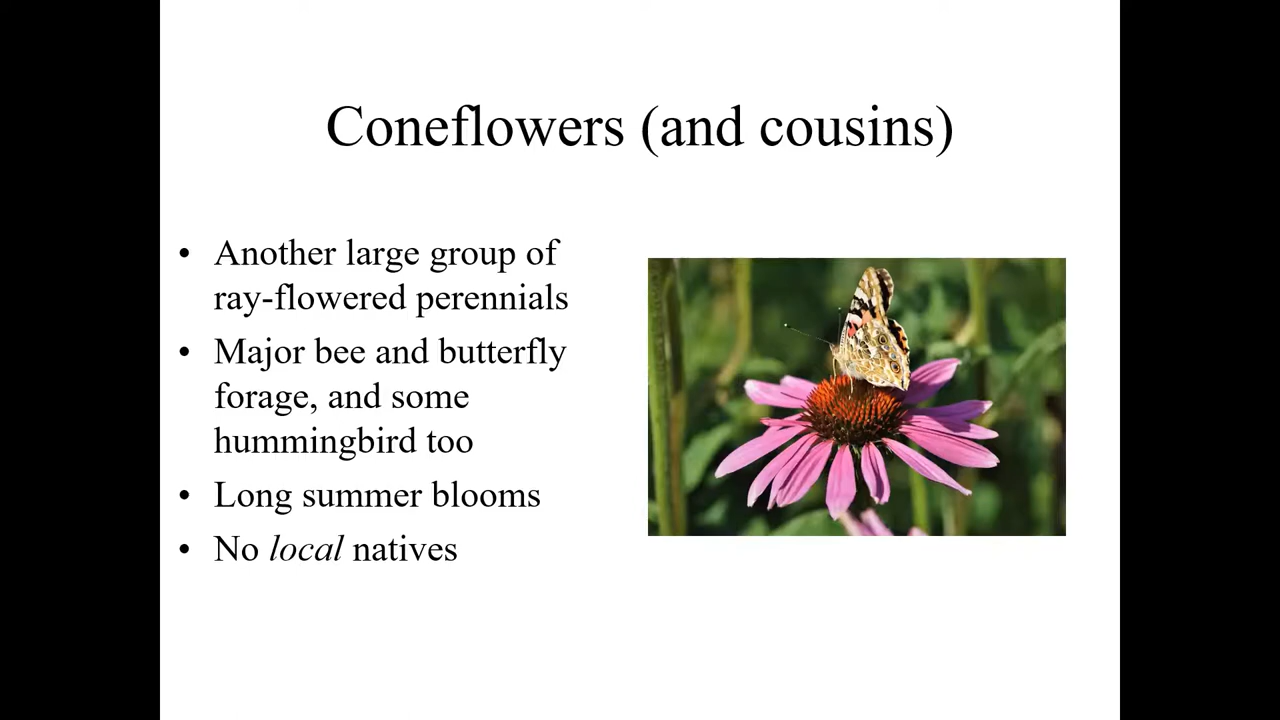 Coneflowers (and cousins)
• Another large group of
ray-flowered perennials
• Major bee and butterfly
forage, and some
hummingbird too
• Long summer blooms
• No local natives